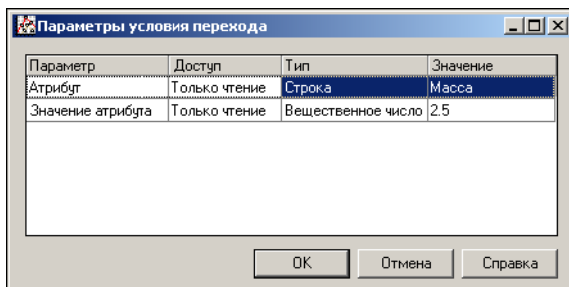 Параметры условия перехода
Параметр Доступ Тип Значение
Атрибут Только чтение Строка Масса
Значение атрибута Только чтение Вещественное число 2.5
OK Отмена Справка